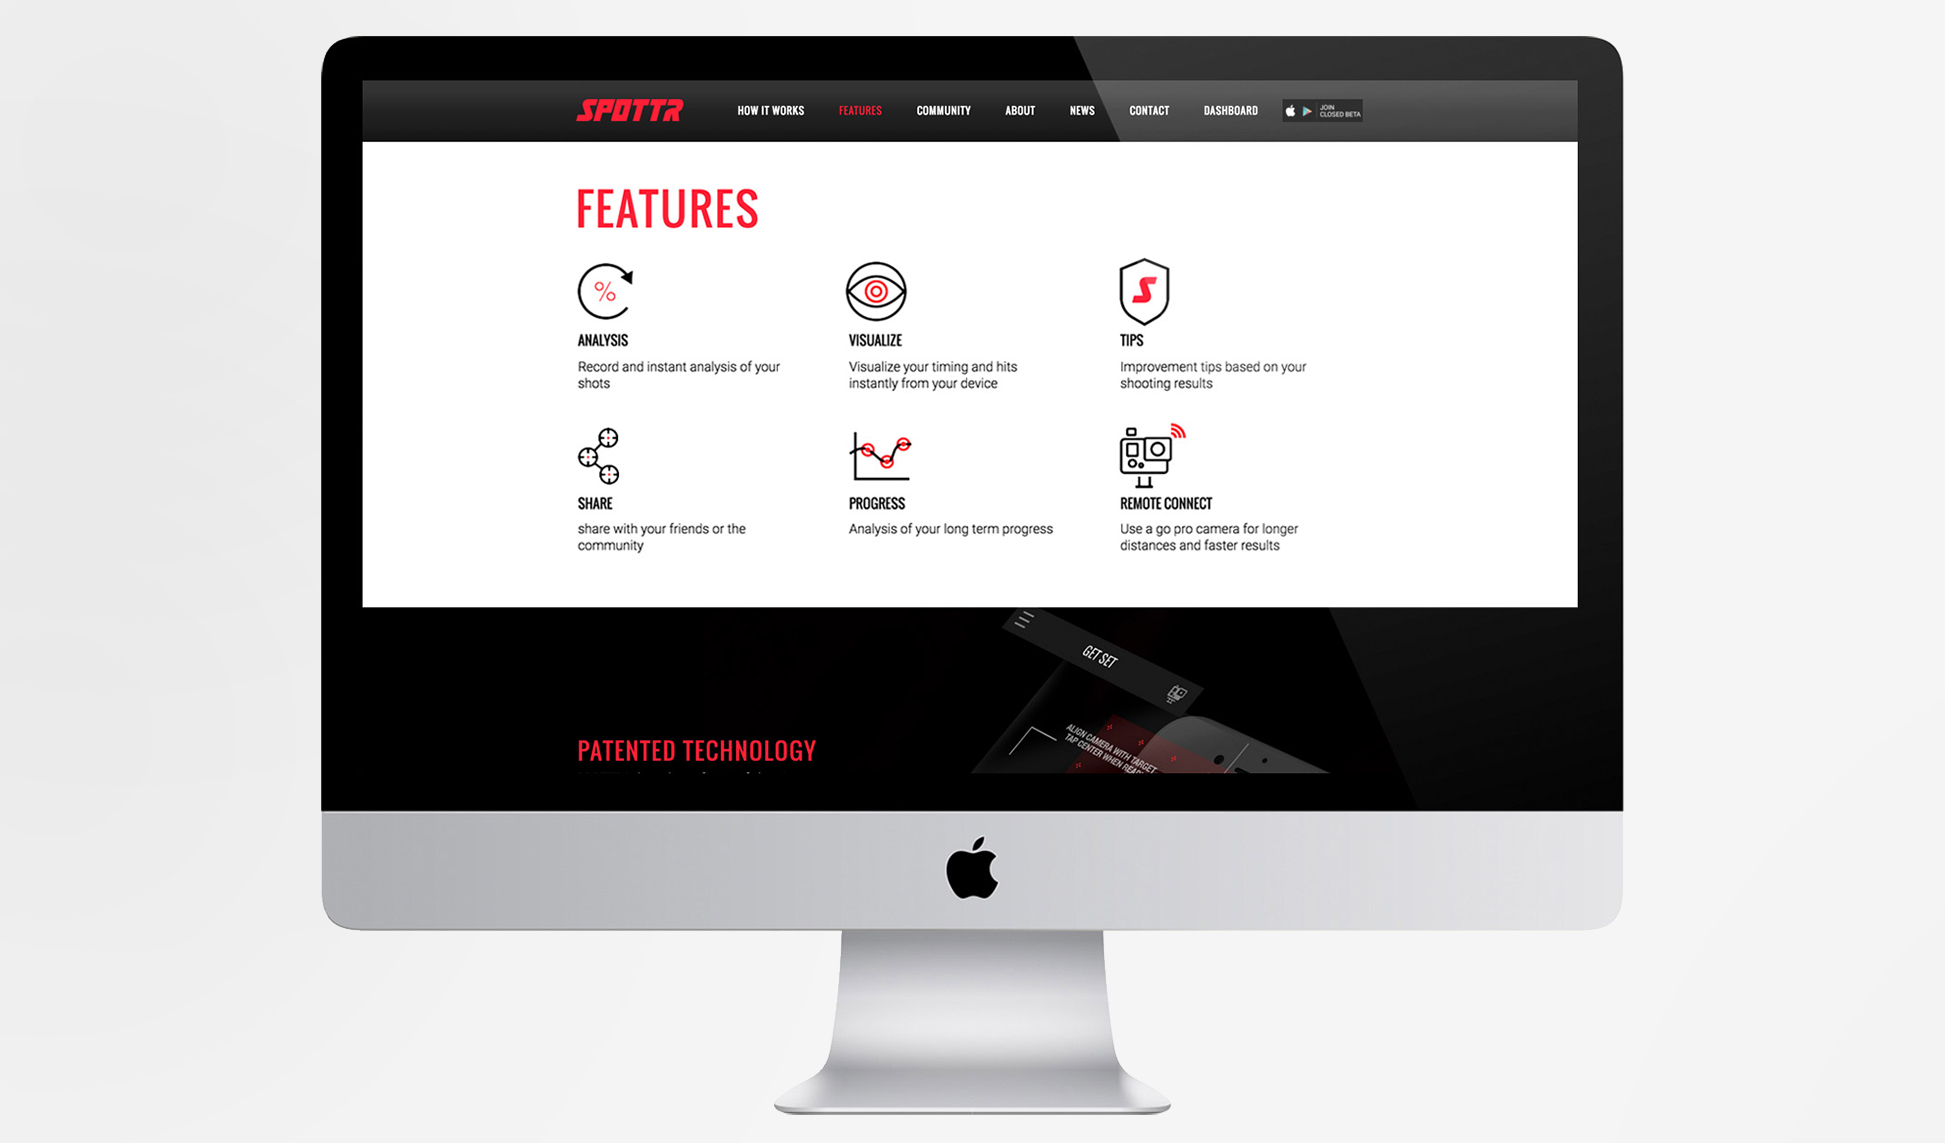 SPOTTR HOW IT WORKS FEATURES COMMUNITY ABOUT NEWS CONTACT DASHBOARD JOIN
CLOSED BETA
FEATURES
%
S
ANALYSIS
Record and instant analysis of your
shots
VISUALIZE
Visualize your timing and hits
instantly from your device
TIPS
Improvement tips based on your
shooting results
SHARE
share with your friends or the
community
PROGRESS
Analysis of your long term progress
REMOTE CONNECT
Use a go pro camera for longer
distances and faster results
GET SET
ALIGN CAMERA WITH TARGET
TAP CENTER WHEN
PATENTED TECHNOLOGY